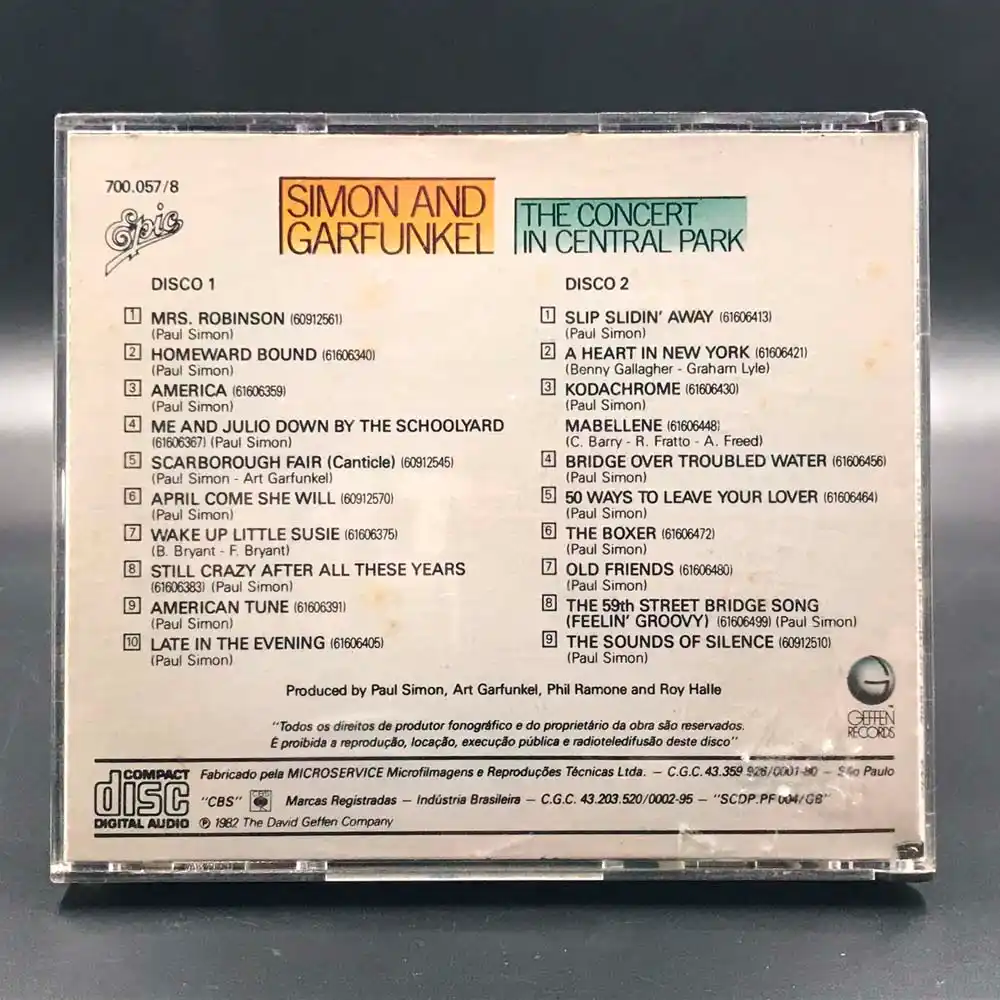 700.057/8
Epic
SIMON AND
GARFUNKEL
THE CONCERT
IN CENTRAL PARK
DISCO 1
1 MRS. ROBINSON (60912561)
(Paul Simon)
2 HOMEWARD BOUND (61606340)
(Paul Simon)
3 AMERICA (61606359)
(Paul Simon)
4 ME AND JULIO DOWN BY THE SCHOOLYARD
(61606367) (Paul Simon)
5 SCARBOROUGH FAIR (Canticle) (60912545)
(Paul Simon - Art Garfunkel)
6 APRIL COME SHE WILL (60912570)
(Paul Simon)
7 WAKE UP LITTLE SUSIE (61606375)
(B. Bryant - F. Bryant)
8 STILL CRAZY AFTER ALL THESE YEARS
(61606383) (Paul Simon)
9 AMERICAN TUNE (61606391)
(Paul Simon)
10 LATE IN THE EVENING (61606405)
(Paul Simon)
DISCO 2
1 SLIP SLIDIN' AWAY (61606413)
(Paul Simon)
2 A HEART IN NEW YORK (61606421)
(Benny Gallagher - Graham Lyle)
3 KODACHROME (61606430)
(Paul Simon)
MABELLENE (61606448)
(C. Barry - R. Fratto - A. Freed)
4 BRIDGE OVER TROUBLED WATER (61606456)
(Paul Simon)
5 50 WAYS TO LEAVE YOUR LOVER (61606464)
(Paul Simon)
6 THE BOXER (61606472)
(Paul Simon)
7 OLD FRIENDS (61606480)
(Paul Simon)
8 THE 59th STREET BRIDGE SONG
(FEELIN' GROOVY) (61606499) (Paul Simon)
9 THE SOUNDS OF SILENCE (60912510)
(Paul Simon)
Produced by Paul Simon, Art Garfunkel, Phil Ramone and Roy Halle
"Todos os direitos de produtor fonográfico e do proprietário da obra são reservados.
É proibida a reprodução, locação, execução pública e radioteledifusão deste disco"
GEFFEN
RECORDS
COMPACT
disc
DIGITAL AUDIO
Fabricado pela MICROSERVICE Microfilmagens e Reproduções Técnicas Ltda. — C.G.C. 43.359 926/0001-90 — São Paulo
"CBS" CBS Marcas Registradas — Indústria Brasileira — C.G.C. 43.203.520/0002-95 — "SCDP.PF 004/GB"
℗ 1982 The David Geffen Company